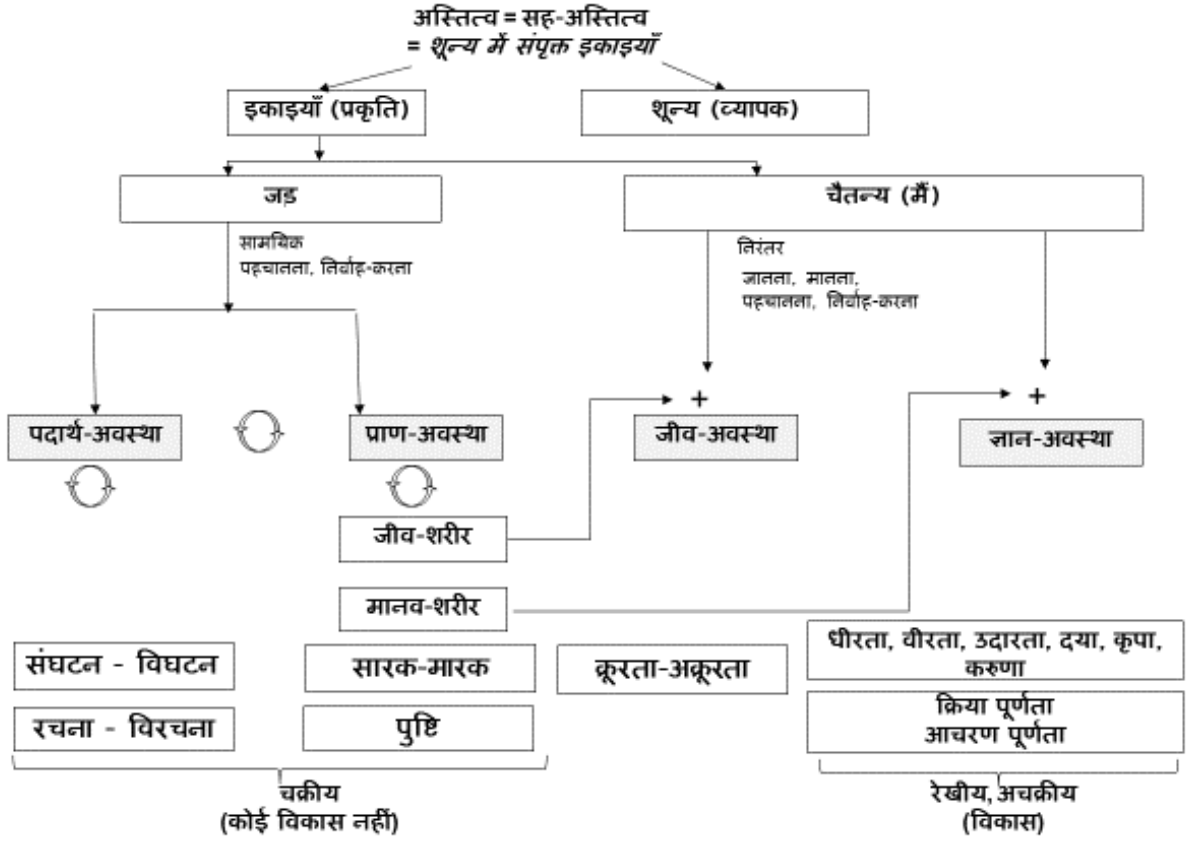 अस्तित्व = सह-अस्तित्व
= शून्य में संपृक्त इकाइयाँ
इकाइयाँ (प्रकृति)
शून्य (व्यापक)
जड़
चैतन्य (मैं)
सामयिक
पहचानना, निर्वाह-करना
निरंतर
जानना, मानना,
पहचानना, निर्वाह-करना
+
+
पदार्थ-अवस्था
प्राण-अवस्था
जीव-अवस्था
ज्ञान-अवस्था
जीव-शरीर
मानव-शरीर
संघटन - विघटन
सारक-मारक
क्रूरता-अक्रूरता
धीरता, वीरता, उदारता, दया, कृपा,
करुणा
रचना - विरचना
पुष्टि
क्रिया पूर्णता
आचरण पूर्णता
चक्रीय
(कोई विकास नहीं)
रेखीय, अचक्रीय
(विकास)